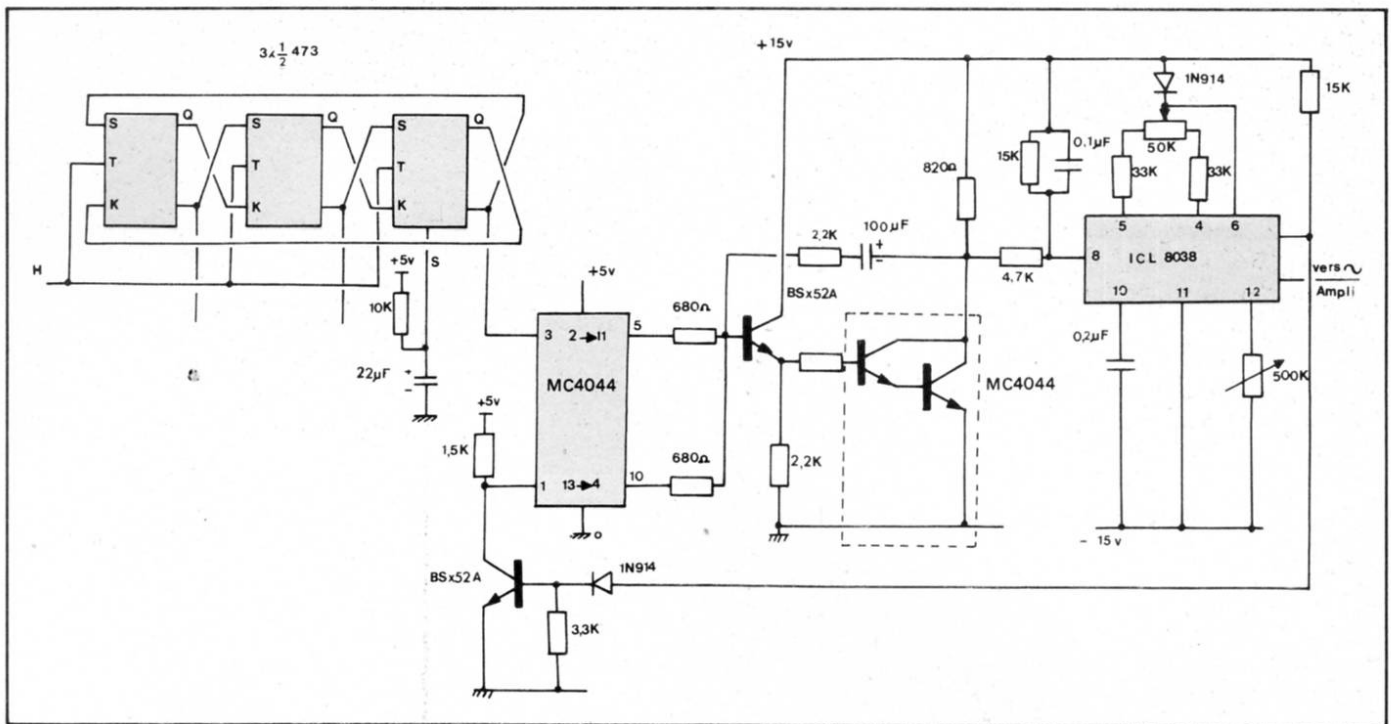 3x 1/2 473
+15v
1N914
15K
S
Q
S
Q
S
Q
T
T
T
K
K
K
50K
15K
0,1µF
33K
33K
820Ω
2,2K
100µF
+
-
4.7K
5
4
6
8
ICL 8038
10
11
12
vers ∿
Ampli
H
+5v
S
10K
22µF
+
-
+5v
680Ω
BSx52A
3
2→11
5
MC4044
MC4044
0,2µF
500K
+5v
1,5K
680Ω
2,2K
1
13→4
10
- 15v
BSx52A
1N914
3,3K